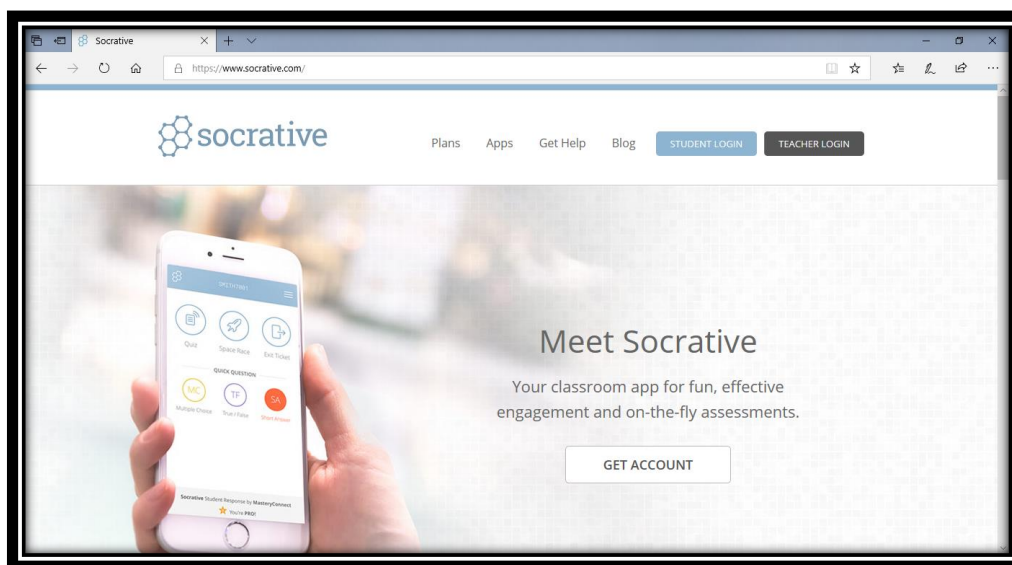 Socrative
https://www.socrative.com/
socrative
Plans Apps Get Help Blog STUDENT LOGIN TEACHER LOGIN
SMITH1901
Quiz Space Race Exit Ticket
QUICK QUESTION
MC TF SA
Multiple Choice True / False Short Answer
Socrative Student Response by MasteryConnect
You're PRO!
Meet Socrative
Your classroom app for fun, effective
engagement and on-the-fly assessments.
GET ACCOUNT